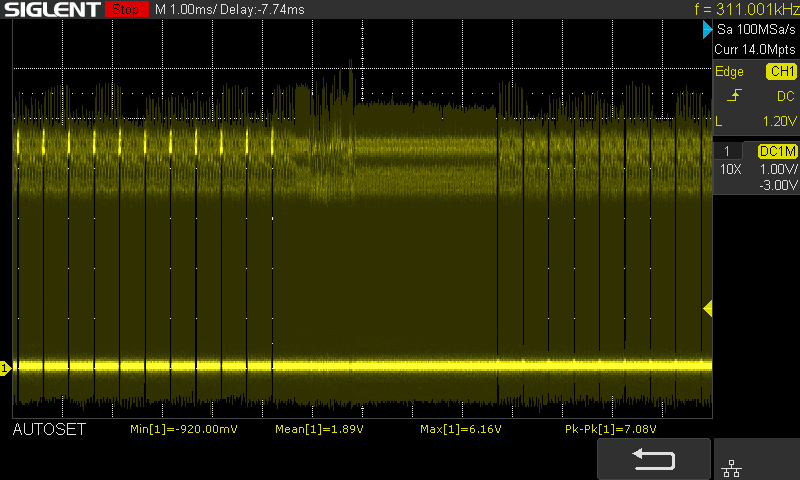 SIGLENT Stop M 1.00ms/ Delay:-7.74ms f = 311.001kHz
Sa 100MSa/s
Curr 14.0Mpts
Edge CH1
DC
L 1.20V
1 DC1M
10X 1.00V/
-3.00V
1
AUTOSET Min[1]=-920.00mV Mean[1]=1.89V Max[1]=6.16V Pk-Pk[1]=7.08V